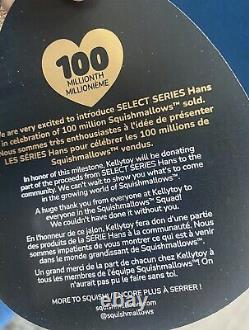 100
MILLIONTH
MILLIONIÈME
We are very excited to introduce SELECT SERIES Hans
in celebration of 100 million Squishmallows™ sold.
Nous sommes très enthousiastes à l'idée de présenter
LES SÉRIES Hans pour célébrer les 100 millions de
Squishmallows™ vendus.
In honor of this milestone, Kellytoy will be donating
part of the proceeds from SELECT SERIES Hans to the
community. We can't wait to show you what's to come
in the growing world of Squishmallows™.
A huge thank you from everyone at Kellytoy to
everyone in the Squishmallows™ Squad!
We couldn't have done it without you.
En l'honneur de ce jalon, Kellytoy fera don d'une partie
des produits de la SÉRIE Hans à la communauté. Nous
sommes impatients de vous montrer ce qui est à venir
dans le monde grandissant de Squishmallows™.
Un grand merci de la part de chacun chez Kellytoy à
tous les membres de l'équipe Squishmallows™! On
n'aurait pas pu le faire sans toi.
MORE TO SQUISH! ENCORE PLUS À SERRER!
@squishmallows